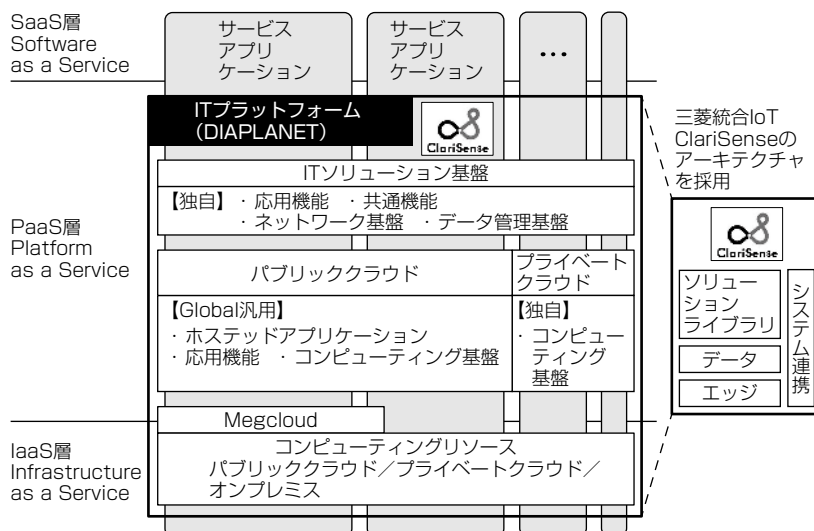 SaaS層
Software
as a Service
サービス
アプリ
ケーション
サービス
アプリ
ケーション
…
ITプラットフォーム
（DIAPLANET）
ClariSense
ITソリューション基盤
【独自】・応用機能 ・共通機能
・ネットワーク基盤 ・データ管理基盤
PaaS層
Platform
as a Service
パブリッククラウド
プライベート
クラウド
【Global汎用】
・ホステッドアプリケーション
・応用機能 ・コンピューティング基盤
【独自】
・コンピュー
ティング
基盤
Megcloud
IaaS層
Infrastructure
as a Service
コンピューティングリソース
パブリッククラウド／プライベートクラウド／
オンプレミス
三菱統合IoT
ClariSenseの
アーキテクチャ
を採用
ClariSense
ソリュー
ション
ライブラリ
データ
エッジ
システム連携